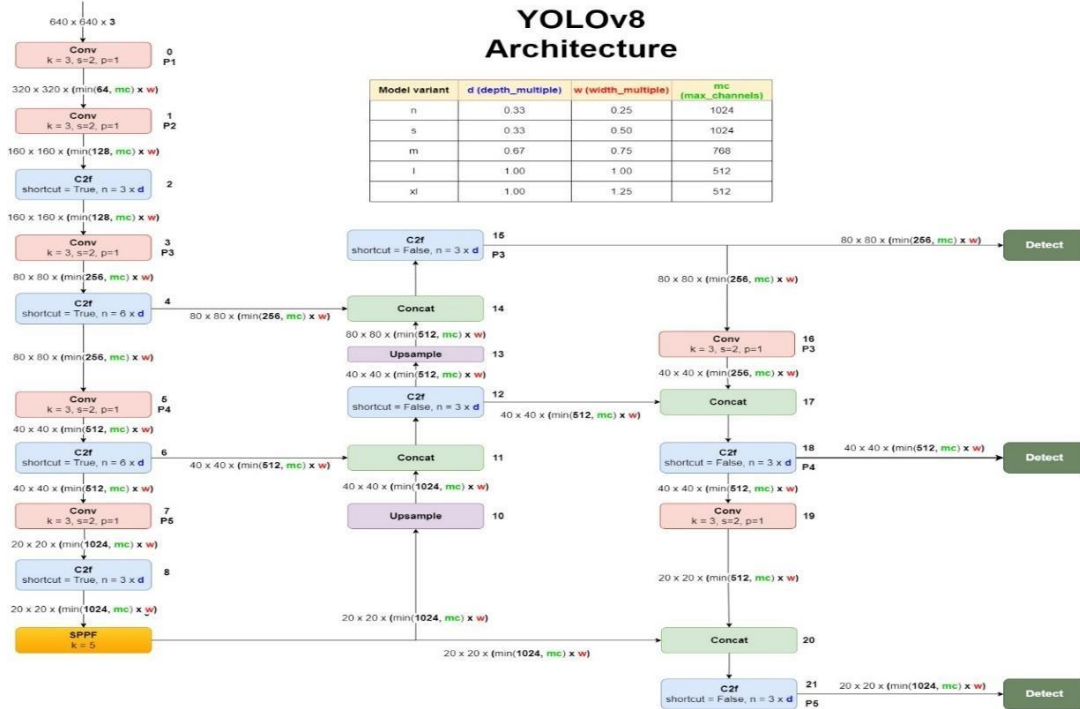 YOLOv8
Architecture
Model variant d (depth_multiple) w (width_multiple) mc (max_channels)
n 0.33 0.25 1024
s 0.33 0.50 1024
m 0.67 0.75 768
l 1.00 1.00 512
xl 1.00 1.25 512
640 x 640 x 3
Conv
k = 3, s=2, p=1
0
P1
320 x 320 x (min(64, mc) x w)
Conv
k = 3, s=2, p=1
1
P2
160 x 160 x (min(128, mc) x w)
C2f
shortcut = True, n = 3 x d
2
160 x 160 x (min(128, mc) x w)
Conv
k = 3, s=2, p=1
3
P3
80 x 80 x (min(256, mc) x w)
C2f
shortcut = True, n = 6 x d
4
80 x 80 x (min(256, mc) x w)
80 x 80 x (min(256, mc) x w)
Conv
k = 3, s=2, p=1
5
P4
40 x 40 x (min(512, mc) x w)
C2f
shortcut = True, n = 6 x d
6
40 x 40 x (min(512, mc) x w)
40 x 40 x (min(512, mc) x w)
Conv
k = 3, s=2, p=1
7
P5
20 x 20 x (min(1024, mc) x w)
C2f
shortcut = True, n = 3 x d
8
20 x 20 x (min(1024, mc) x w)
SPPF
k = 5
20 x 20 x (min(1024, mc) x w)
20 x 20 x (min(1024, mc) x w)
C2f
shortcut = False, n = 3 x d
15
P3
Concat
14
80 x 80 x (min(512, mc) x w)
Upsample
13
40 x 40 x (min(512, mc) x w)
C2f
shortcut = False, n = 3 x d
12
40 x 40 x (min(512, mc) x w)
Concat
11
40 x 40 x (min(1024, mc) x w)
Upsample
10
80 x 80 x (min(256, mc) x w)
Detect
80 x 80 x (min(256, mc) x w)
Conv
k = 3, s=2, p=1
16
P3
40 x 40 x (min(256, mc) x w)
Concat
17
C2f
shortcut = False, n = 3 x d
18
P4
40 x 40 x (min(512, mc) x w)
Detect
40 x 40 x (min(512, mc) x w)
Conv
k = 3, s=2, p=1
19
20 x 20 x (min(512, mc) x w)
Concat
20
C2f
shortcut = False, n = 3 x d
21
P5
20 x 20 x (min(1024, mc) x w)
Detect